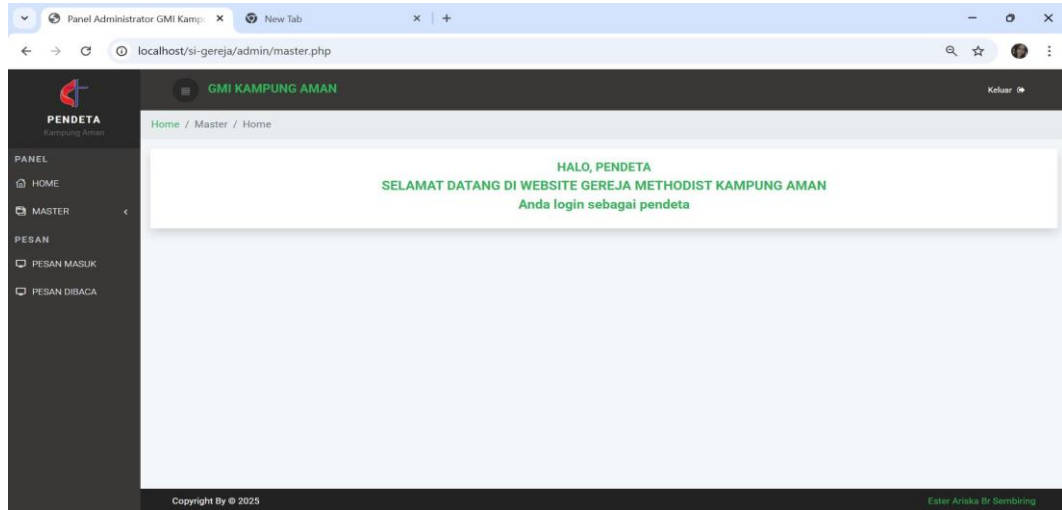 Panel Administrator GMI Kamp
New Tab
localhost/si-gereja/admin/master.php
GMI KAMPUNG AMAN
Keluar
PENDETA
Kampung Aman
Home / Master / Home
PANEL
HOME
MASTER
PESAN
PESAN MASUK
PESAN DIBACA
HALO, PENDETA
SELAMAT DATANG DI WEBSITE GEREJA METHODIST KAMPUNG AMAN
Anda login sebagai pendeta
Copyright By © 2025
Ester Ariska Br Sembiring